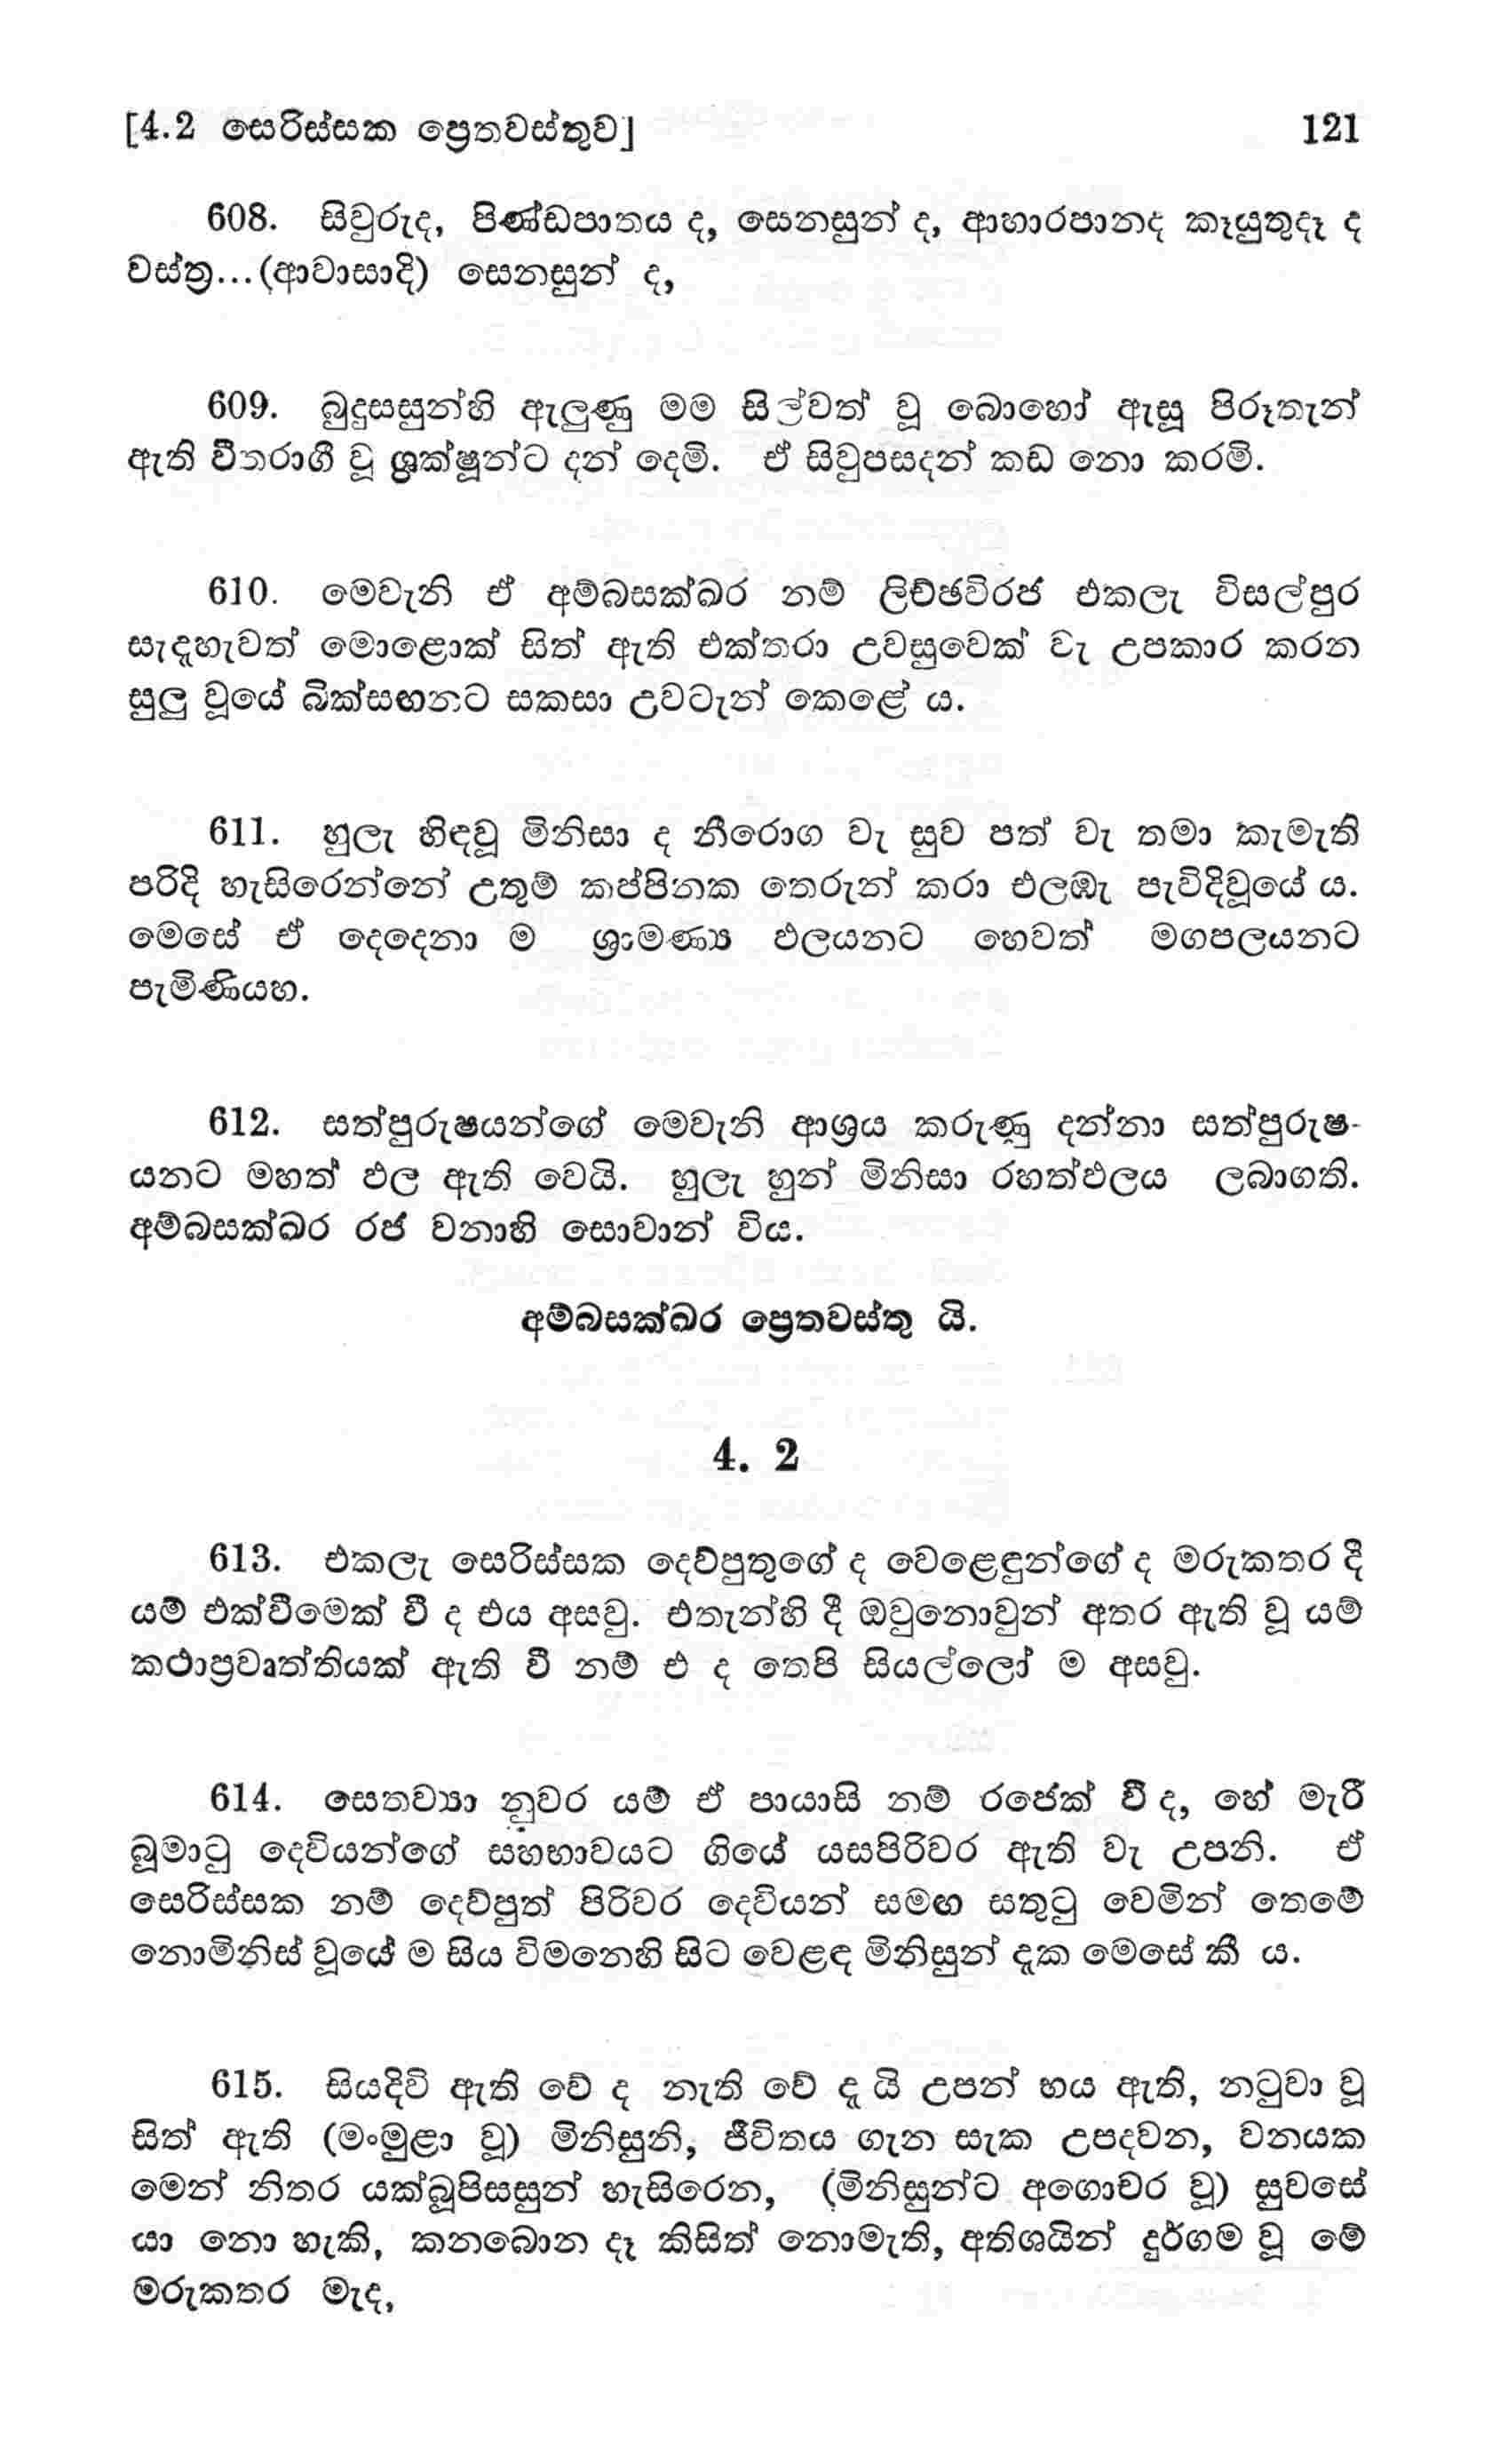 [4.2 සෙරිස්සක ප්‍රෙතවස්තුව] 121
608. සිවුරුද, පිණ්ඩපාතය ද, සෙනසුන් ද, ආහාරපානද කෑයුතුදෑ ද
වස්ත්‍ර...(ආවාසාදි) සෙනසුන් ද,
609. බුදුසසුන්හි ඇලුණු මම සිල්වත් වූ බොහෝ ඇසූ පිරූතැන්
ඇති වීතරාගී වූ ශ්‍රක්ෂූන්ට දන් දෙමි. ඒ සිවුපසදන් කඩ නො කරමි.
610. මෙවැනි ඒ අම්බසක්ඛර නම් ලිච්ඡවිරජ එකලැ විසල්පුර
සැදෑහැවත් මොළොක් සිත් ඇති එක්තරා උවසුවෙක් වැ උපකාර කරන
සුලු වූයේ බික්සඟනට සකසා උවටැන් කෙළේ ය.
611. හුලැ හිඳවූ මිනිසා ද නීරොග වැ සුව පත් වැ තමා කැමැති
පරිදි හැසිරෙන්නේ උතුම් කප්පිනක තෙරුන් කරා එලඹැ පැවිදිවූයේ ය.
මෙසේ ඒ දෙදෙනා ම ශ්‍රාමණ්‍ය ඵලයනට හෙවත් මගපලයනට
පැමිණියහ.
612. සත්පුරුෂයන්ගේ මෙවැනි ආශ්‍රය කරුණු දන්නා සත්පුරුෂ-
යනට මහත් ඵල ඇති වෙයි. හුලැ හුන් මිනිසා රහත්ඵලය ලබාගති.
අම්බසක්ඛර රජ වනාහි සොවාන් විය.
අම්බසක්ඛර ප්‍රෙතවස්තු යි.
4. 2
613. එකලැ සෙරිස්සක දෙව්පුතුගේ ද වෙළෙඳුන්ගේ ද මරුකතර දී
යම් එක්වීමෙක් වී ද එය අසවු. එතැන්හි දී ඔවුනොවුන් අතර ඇති වූ යම්
කථාප්‍රවෘත්තියක් ඇති වී නම් එ ද තෙපි සියල්ලෝ ම අසවු.
614. සෙතව්‍යා නුවර යම් ඒ පායාසි නම් රජෙක් වී ද, හේ මැරී
බූමාටු දෙවියන්ගේ සහභාවයට ගියේ යසපිරිවර ඇති වැ උපනි. ඒ
සෙරිස්සක නම් දෙව්පුත් පිරිවර දෙවියන් සමඟ සතුටු වෙමින් තෙමේ
නොමිනිස් වූයේ ම සිය විමනෙහි සිට වෙළඳ මිනිසුන් දැක මෙසේ කී ය.
615. සියදිවි ඇති වේ ද නැති වේ දැ යි උපන් භය ඇති, නටුවා වූ
සිත් ඇති (මංමුළා වූ) මිනිසුනි, ජීවිතය ගැන සැක උපදවන, වනයක
මෙන් නිතර යක්බූපිසසුන් හැසිරෙන, (මිනිසුන්ට අගොචර වූ) සුවසේ
යා නො හැකි, කනබොන දෑ කිසිත් නොමැති, අතිශයින් දුර්ගම වූ මේ
මරුකතර මැද,